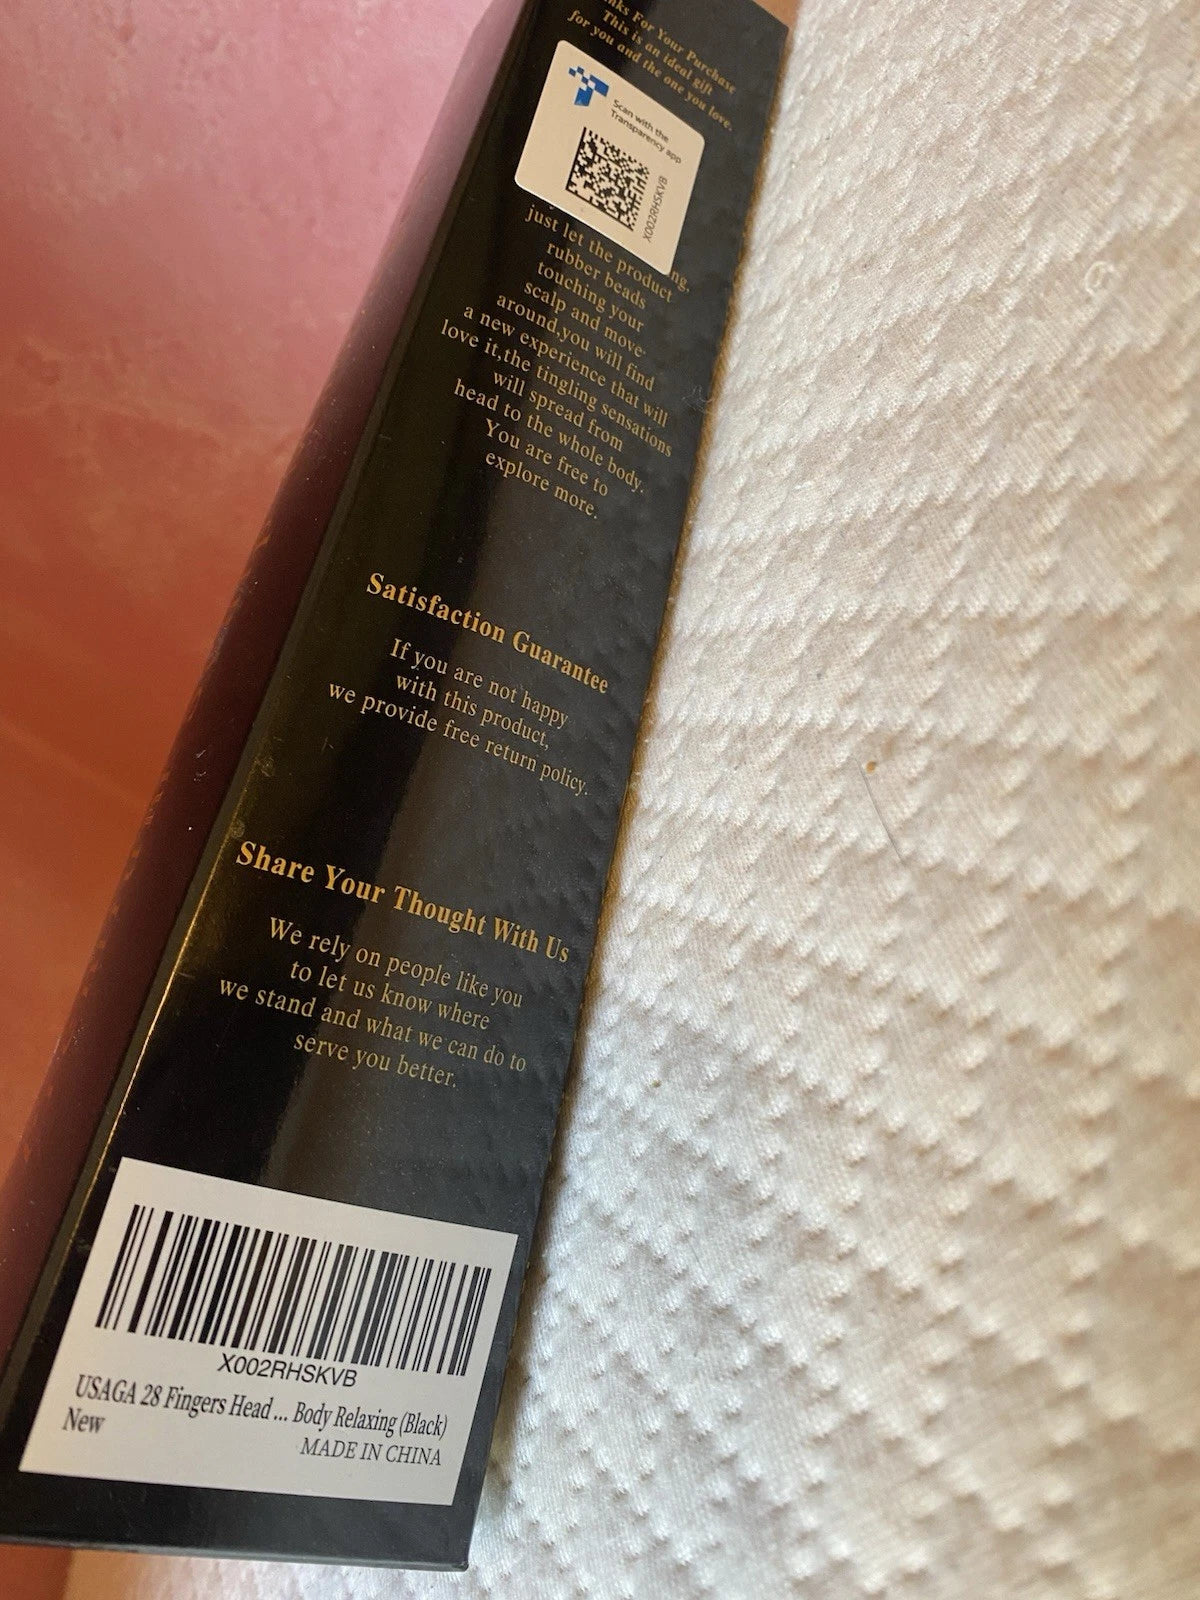 For Your Purchase
This is an ideal gift
for you and the one you love.
Scan with the
Transparency app
X002RHSKVB
just let the product
rubber beads
touching your
scalp and move
around,you will find
a new experience that will
love it,the tingling sensations
will spread from
head to the whole body.
You are free to
explore more.
Satisfaction Guarantee
If you are not happy
with this product,
we provide free return policy.
Share Your Thought With Us
We rely on people like you
to let us know where
we stand and what we can do to
serve you better.
X002RHSKVB
USAGA 28 Fingers Head ... Body Relaxing (Black)
New
MADE IN CHINA